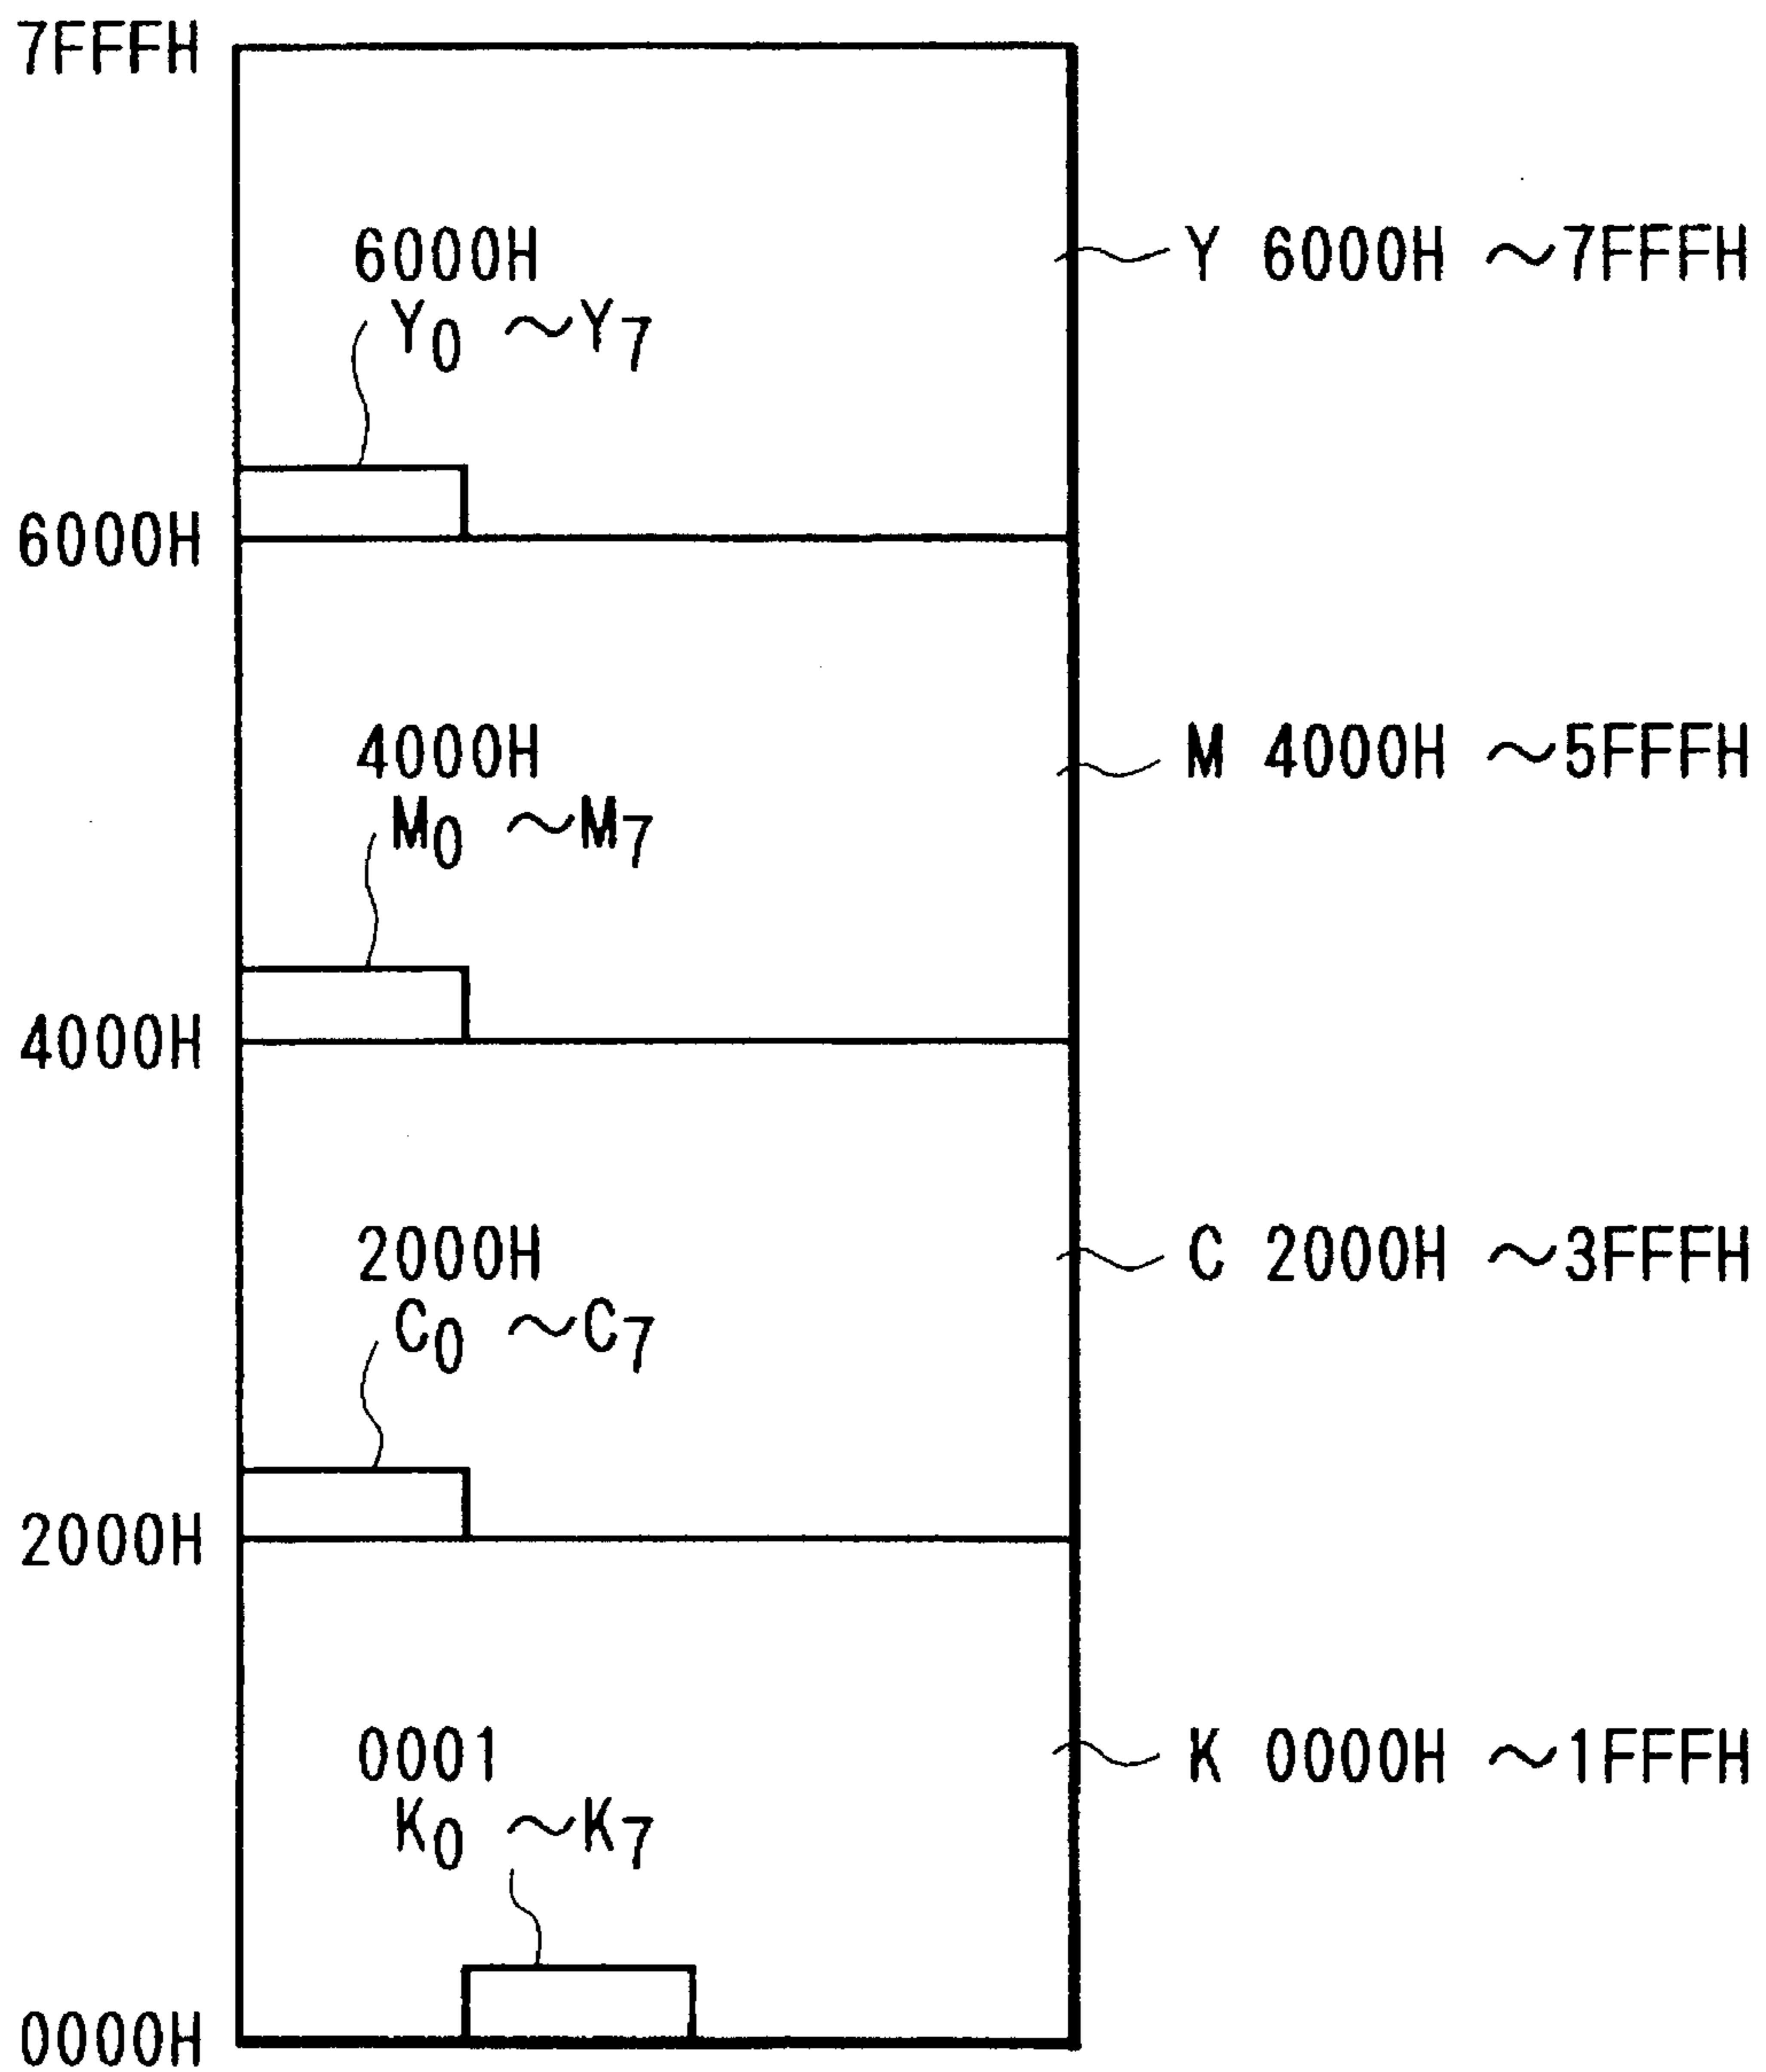 7FFFH
6000H
Y 6000H ~7FFFH
Y0 ~Y7
6000H
4000H
M 4000H ~5FFFH
M0 ~M7
4000H
2000H
C 2000H ~3FFFH
C0 ~C7
2000H
0001
K 0000H ~1FFFH
K0 ~K7
0000H